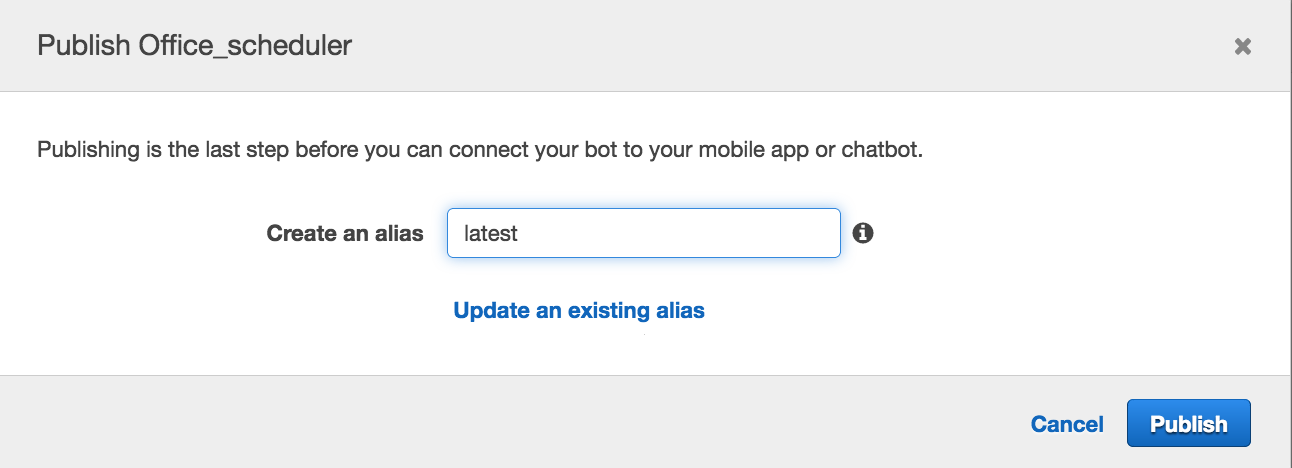 Publish Office_scheduler
Publishing is the last step before you can connect your bot to your mobile app or chatbot.
Create an alias latest
Update an existing alias
Cancel Publish